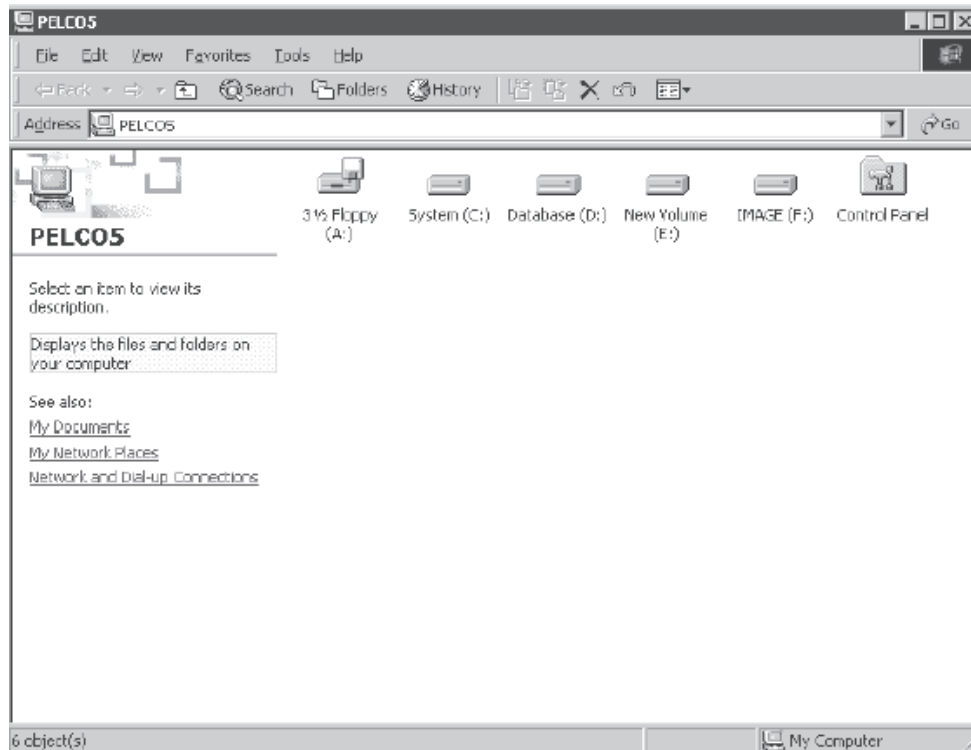 PELCO5
File Edit View Favorites Tools Help
Back Search Folders History
Address PELCO5 Go
3½ Floppy (A:)
System (C:)
Database (D:)
New Volume (E:)
IMAGE (F:)
Control Panel
PELCO5
Select an item to view its
description.
Displays the files and folders on
your computer
See also:
My Documents
My Network Places
Network and Dial-up Connections
6 object(s) My Computer